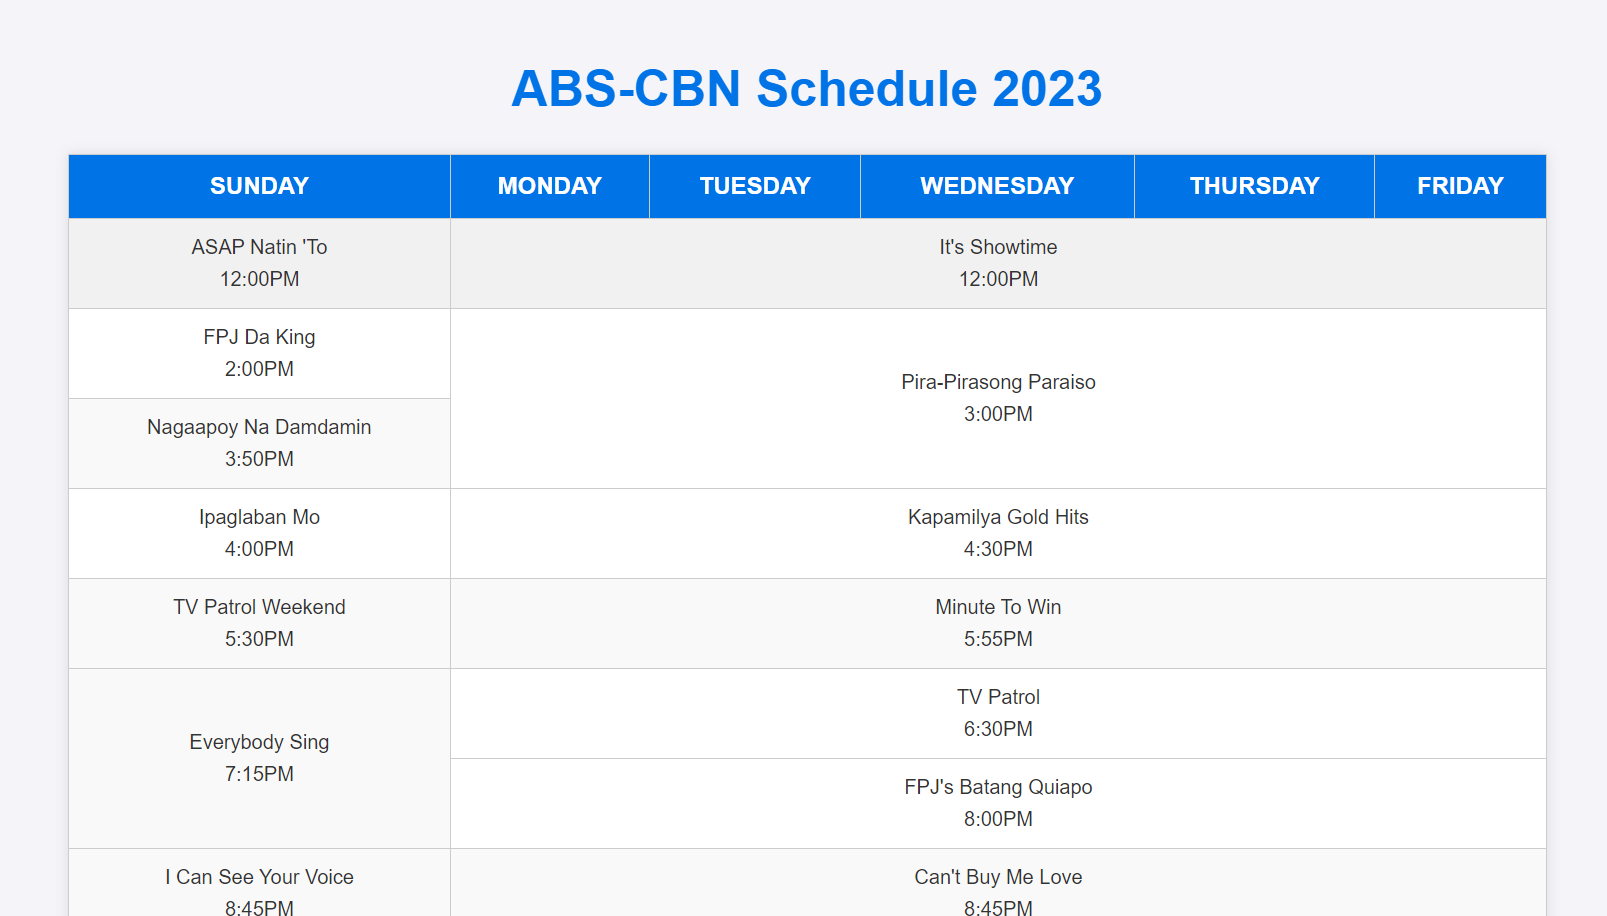 ABS-CBN Schedule 2023
SUNDAY MONDAY TUESDAY WEDNESDAY THURSDAY FRIDAY
ASAP Natin 'To
12:00PM
It's Showtime
12:00PM
FPJ Da King
2:00PM
Pira-Pirasong Paraiso
3:00PM
Nagaapoy Na Damdamin
3:50PM
Ipaglaban Mo
4:00PM
Kapamilya Gold Hits
4:30PM
TV Patrol Weekend
5:30PM
Minute To Win
5:55PM
Everybody Sing
7:15PM
TV Patrol
6:30PM
FPJ's Batang Quiapo
8:00PM
I Can See Your Voice
8:45PM
Can't Buy Me Love
8:45PM